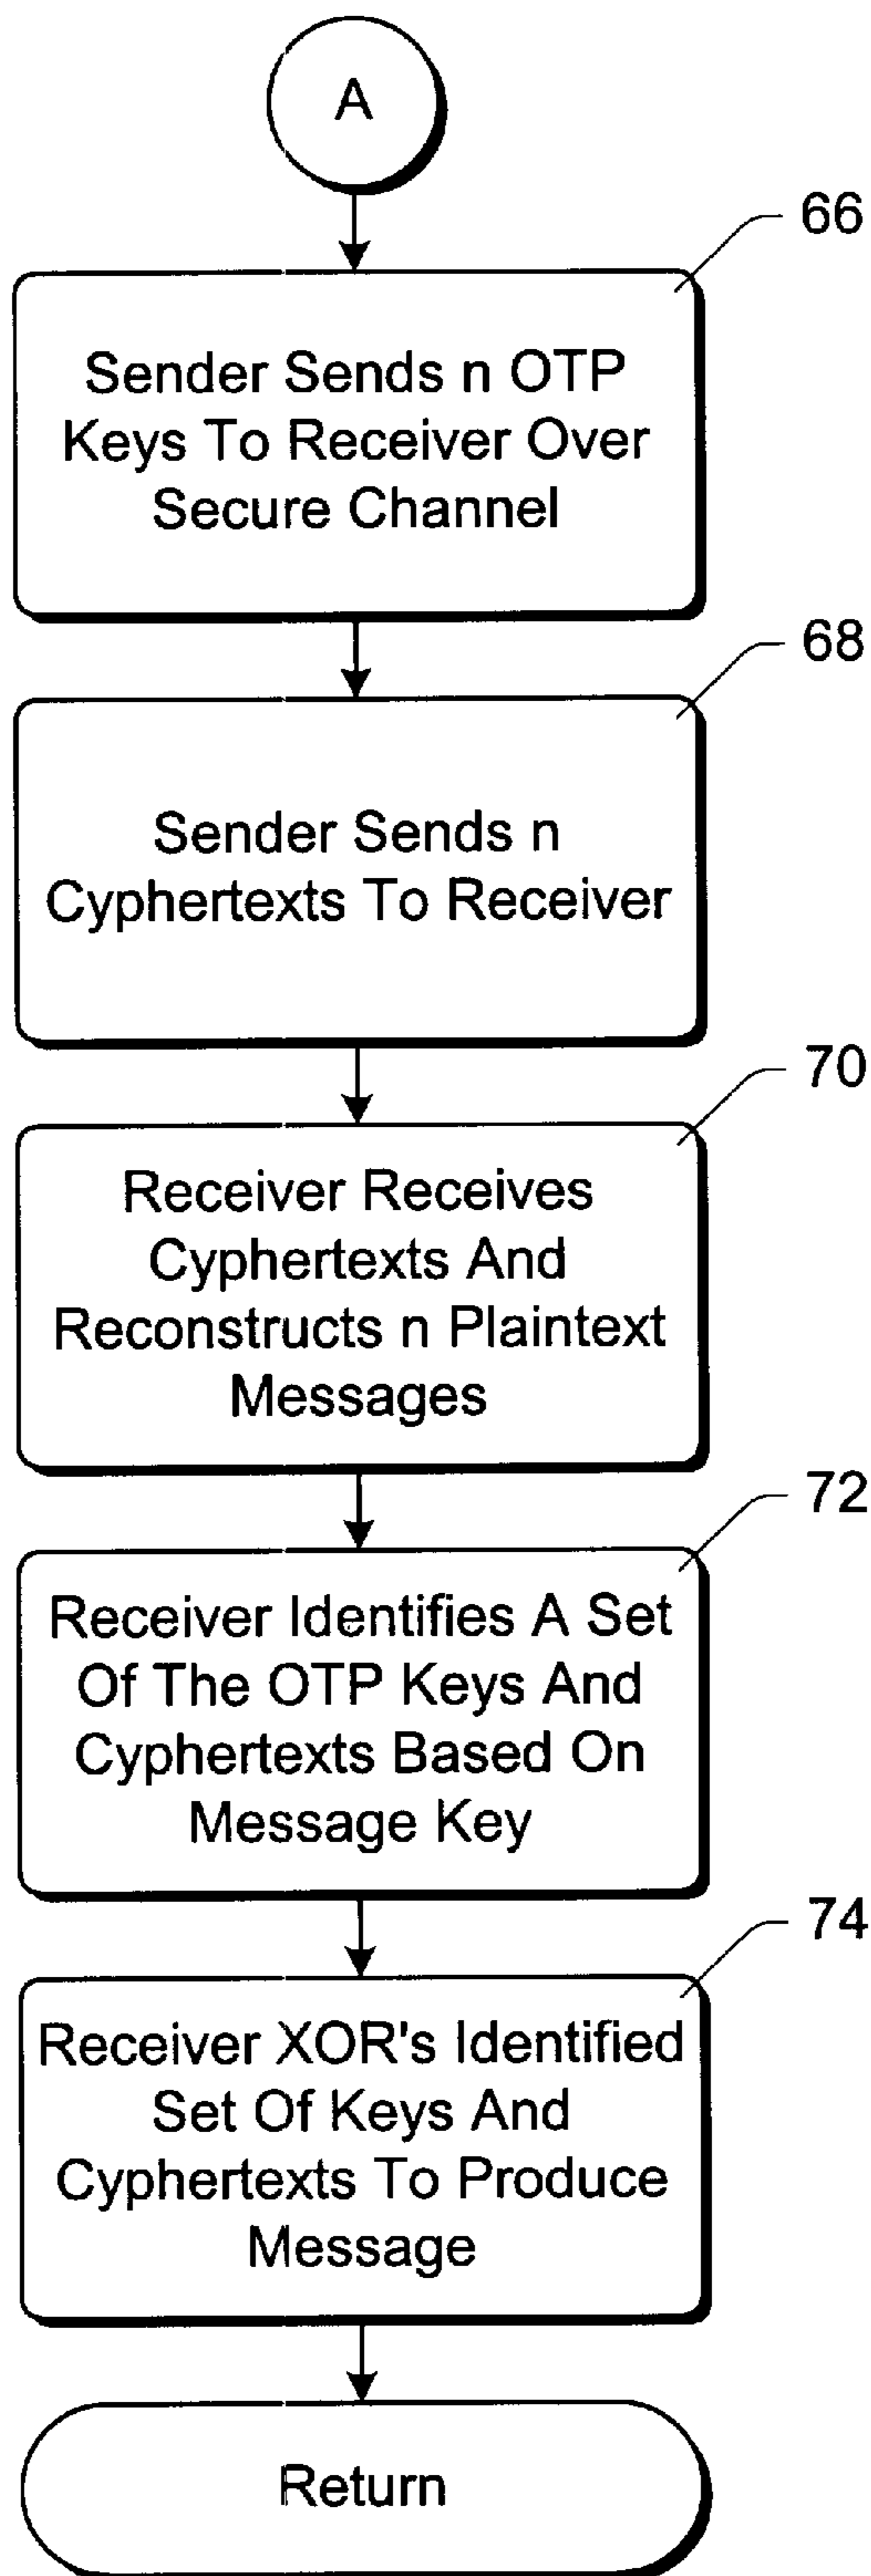 A
66
Sender Sends n OTP
Keys To Receiver Over
Secure Channel
68
Sender Sends n
Cyphertexts To Receiver
70
Receiver Receives
Cyphertexts And
Reconstructs n Plaintext
Messages
72
Receiver Identifies A Set
Of The OTP Keys And
Cyphertexts Based On
Message Key
74
Receiver XOR's Identified
Set Of Keys And
Cyphertexts To Produce
Message
Return